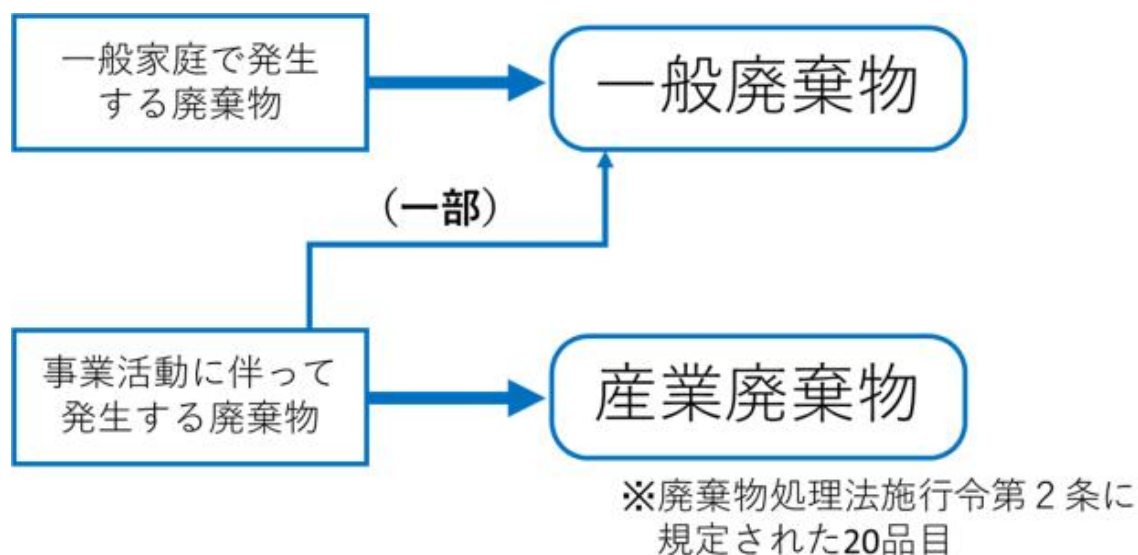 一般家庭で発生
する廃棄物
一般廃棄物
（一部）
事業活動に伴って
発生する廃棄物
産業廃棄物
※廃棄物処理法施行令第２条に
規定された20品目